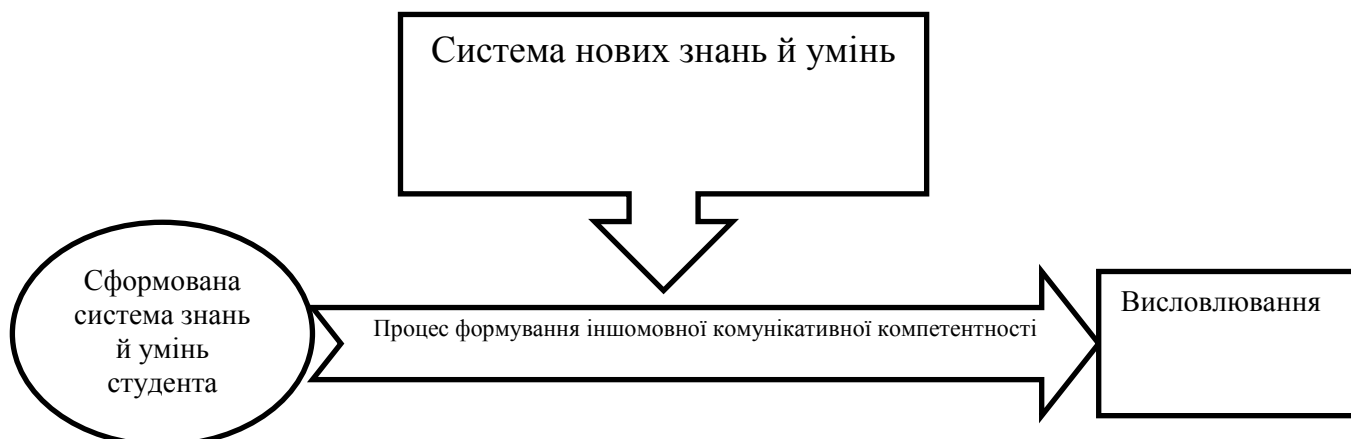 Система нових знань й умінь
Сформована
система знань
й умінь
студента
Процес формування іншомовної комунікативної компетентності
Висловлювання